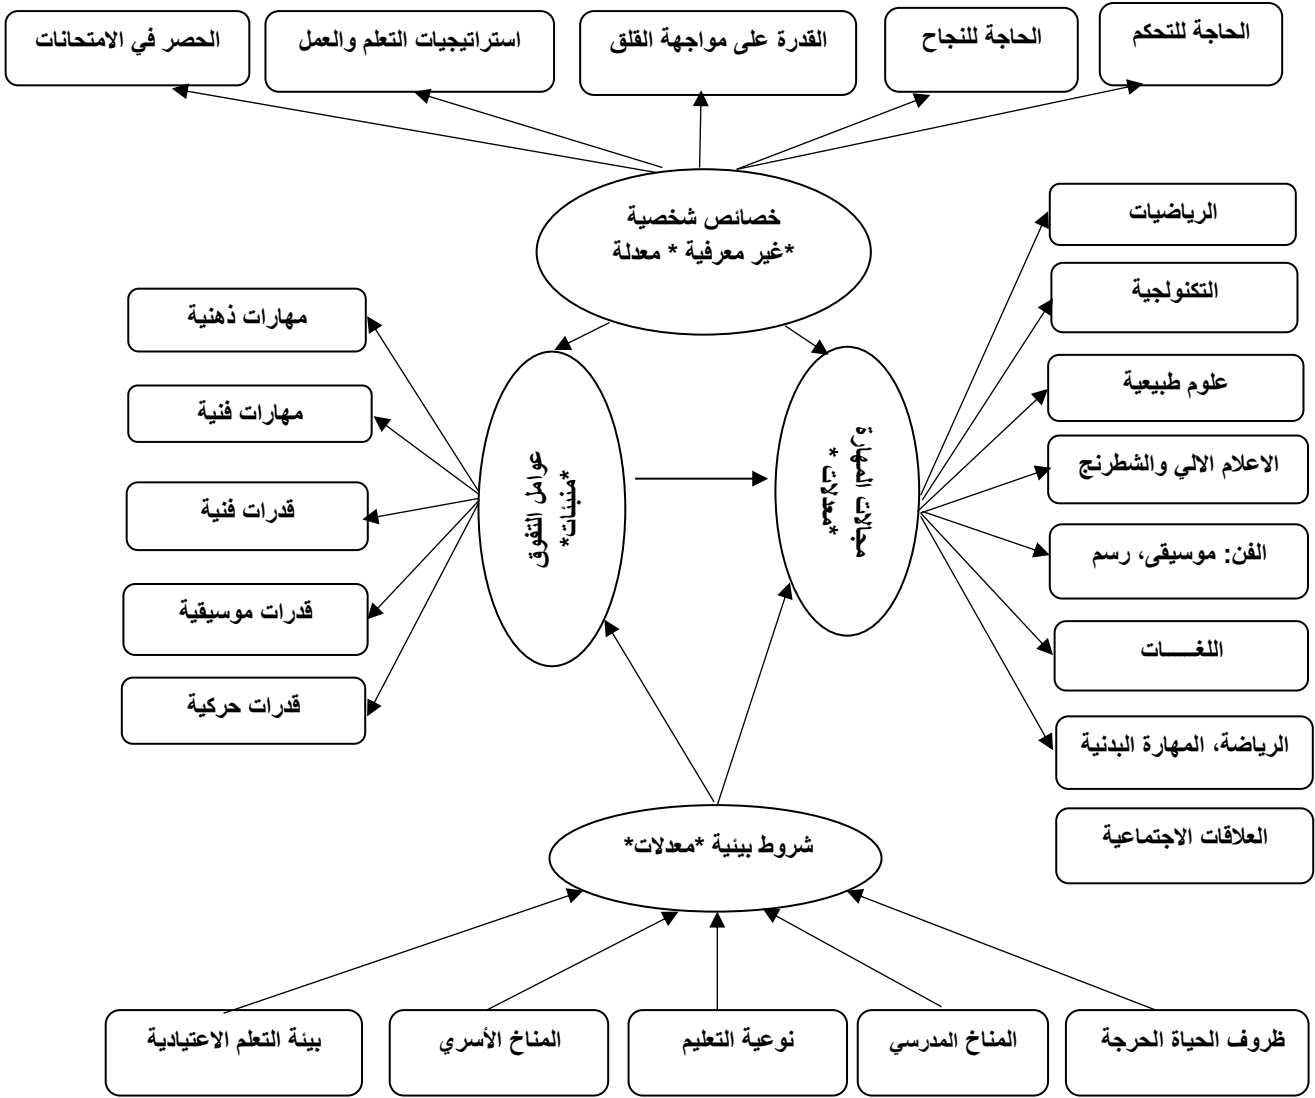 الحاجة للتحكم
الحاجة للنجاح
القدرة على مواجهة القلق
استراتيجيات التعلم والعمل
الحصر في الامتحانات
خصائص شخصية
*غير معرفية * معدلة
الرياضيات
التكنولجية
علوم طبيعية
الاعلام الالي والشطرنج
الفن: موسيقى، رسم
اللغـــــات
الرياضة، المهارة البدنية
العلاقات الاجتماعية
مجالات المهارة
*معدلات *
عوامل التفوق
*منبئات*
مهارات ذهنية
مهارات فنية
قدرات فنية
قدرات موسيقية
قدرات حركية
شروط بيئية *معدلات*
ظروف الحياة الحرجة
المناخ المدرسي
نوعية التعليم
المناخ الأسري
بيئة التعلم الاعتيادية